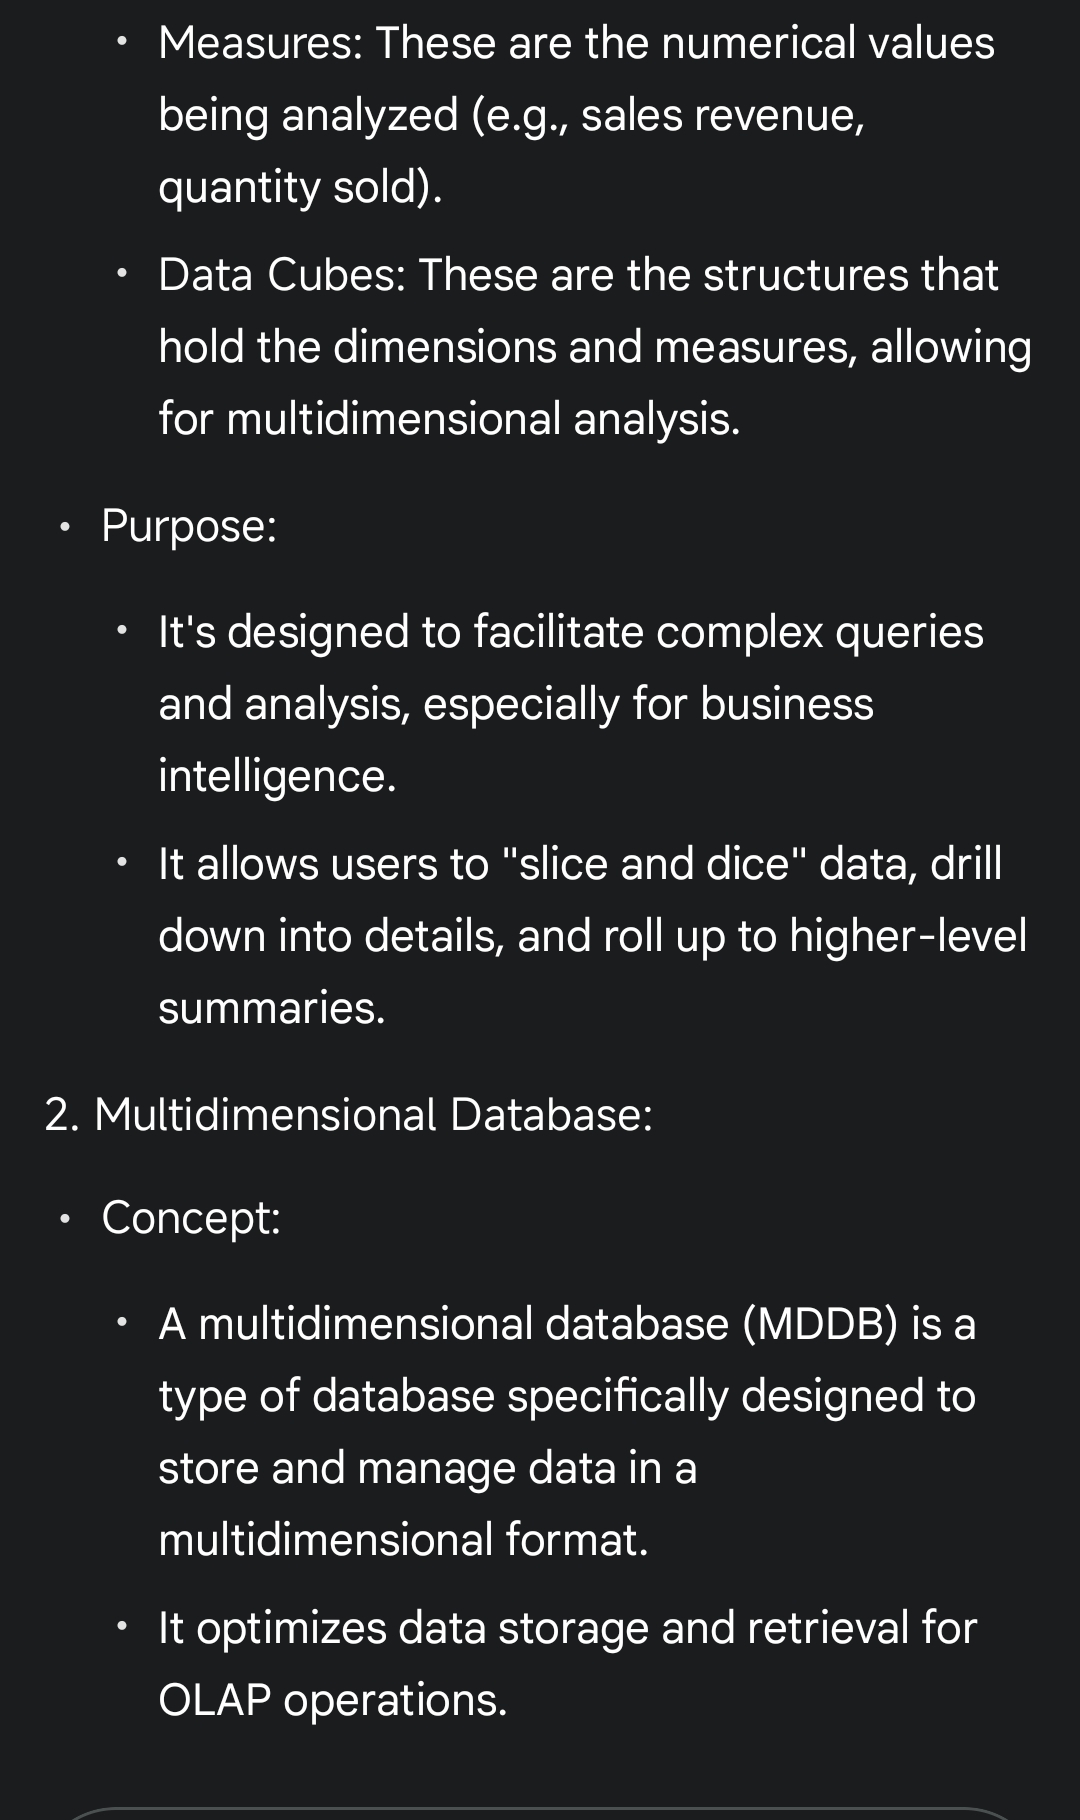 • Measures: These are the numerical values
being analyzed (e.g., sales revenue,
quantity sold).
• Data Cubes: These are the structures that
hold the dimensions and measures, allowing
for multidimensional analysis.
• Purpose:
• It's designed to facilitate complex queries
and analysis, especially for business
intelligence.
• It allows users to "slice and dice" data, drill
down into details, and roll up to higher-level
summaries.
2. Multidimensional Database:
• Concept:
• A multidimensional database (MDDB) is a
type of database specifically designed to
store and manage data in a
multidimensional format.
• It optimizes data storage and retrieval for
OLAP operations.